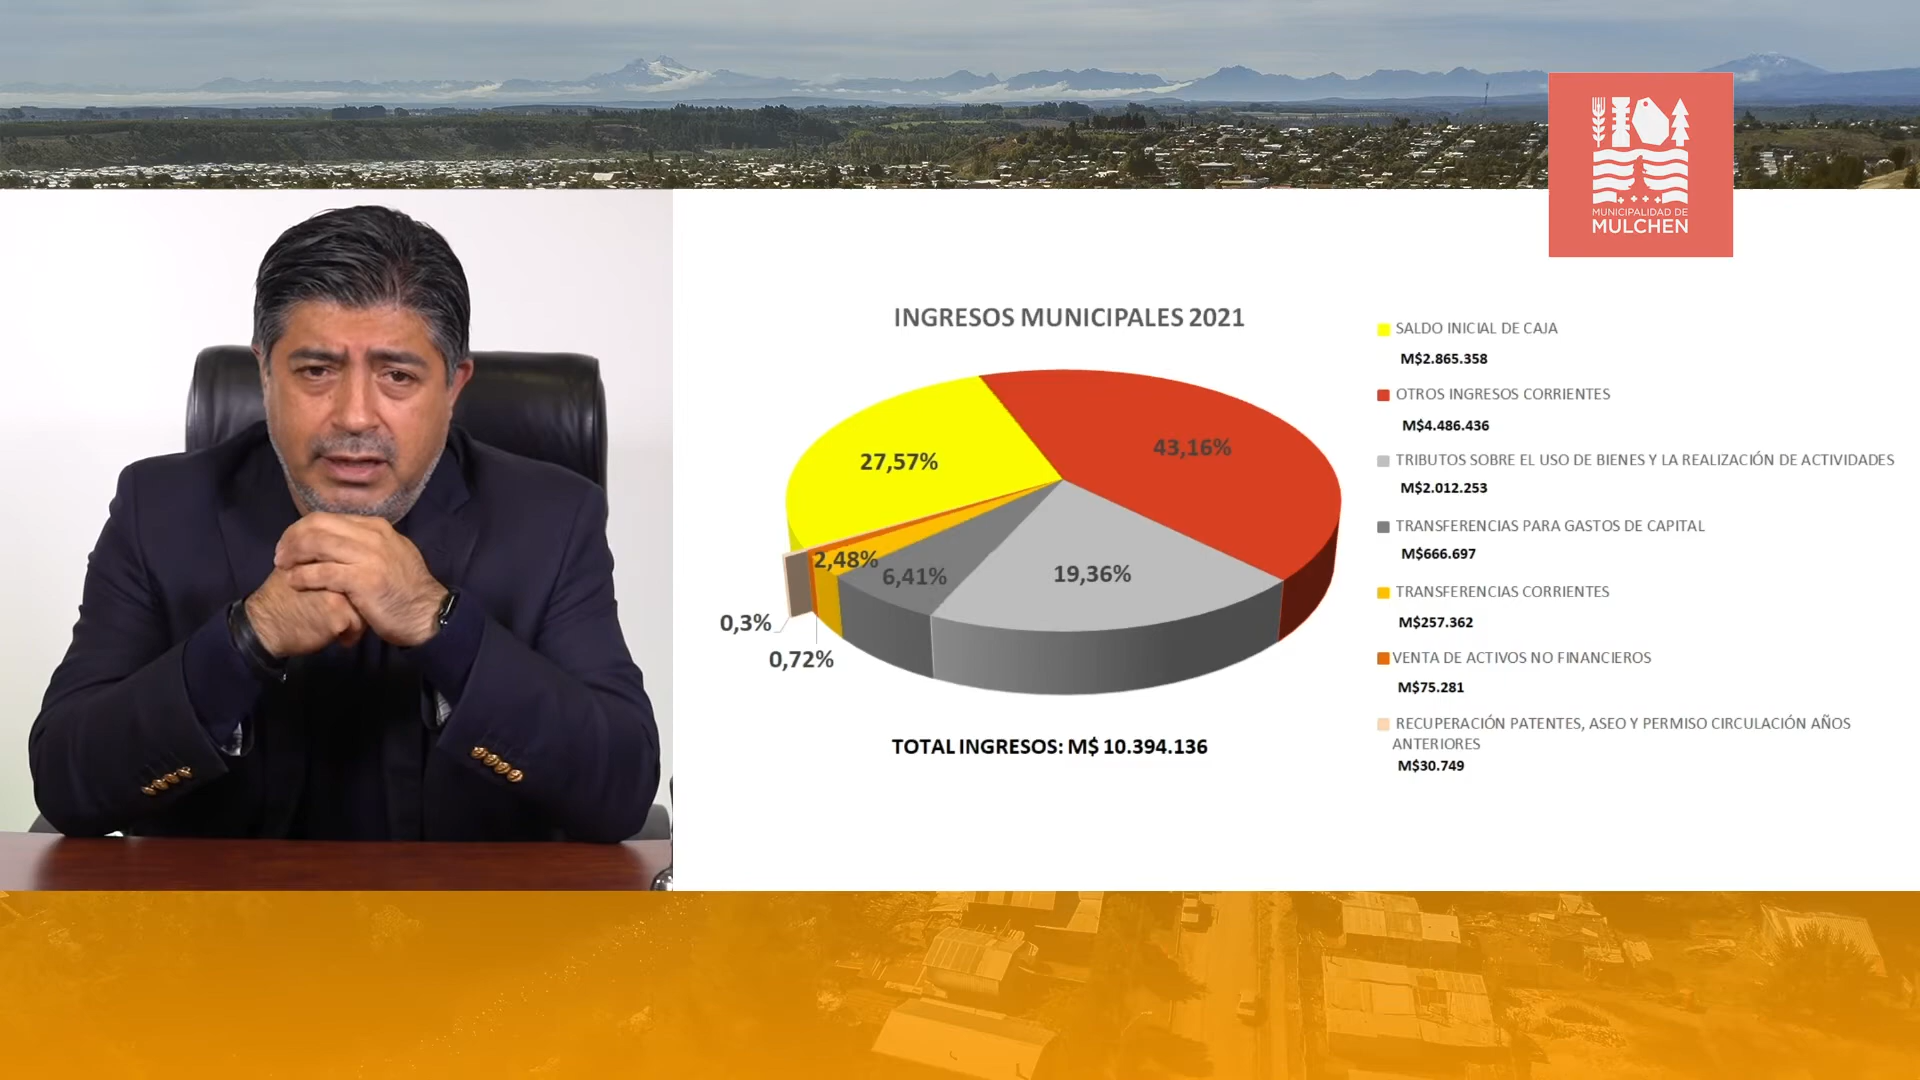 MUNICIPALIDAD DE
MULCHEN
INGRESOS MUNICIPALES 2021
27,57%
43,16%
2,48%
6,41%
19,36%
0,3%
0,72%
TOTAL INGRESOS: M$ 10.394.136
SALDO INICIAL DE CAJA
M$2.865.358
OTROS INGRESOS CORRIENTES
M$4.486.436
TRIBUTOS SOBRE EL USO DE BIENES Y LA REALIZACIÓN DE ACTIVIDADES
M$2.012.253
TRANSFERENCIAS PARA GASTOS DE CAPITAL
M$666.697
TRANSFERENCIAS CORRIENTES
M$257.362
VENTA DE ACTIVOS NO FINANCIEROS
M$75.281
RECUPERACIÓN PATENTES, ASEO Y PERMISO CIRCULACIÓN AÑOS
ANTERIORES
M$30.749